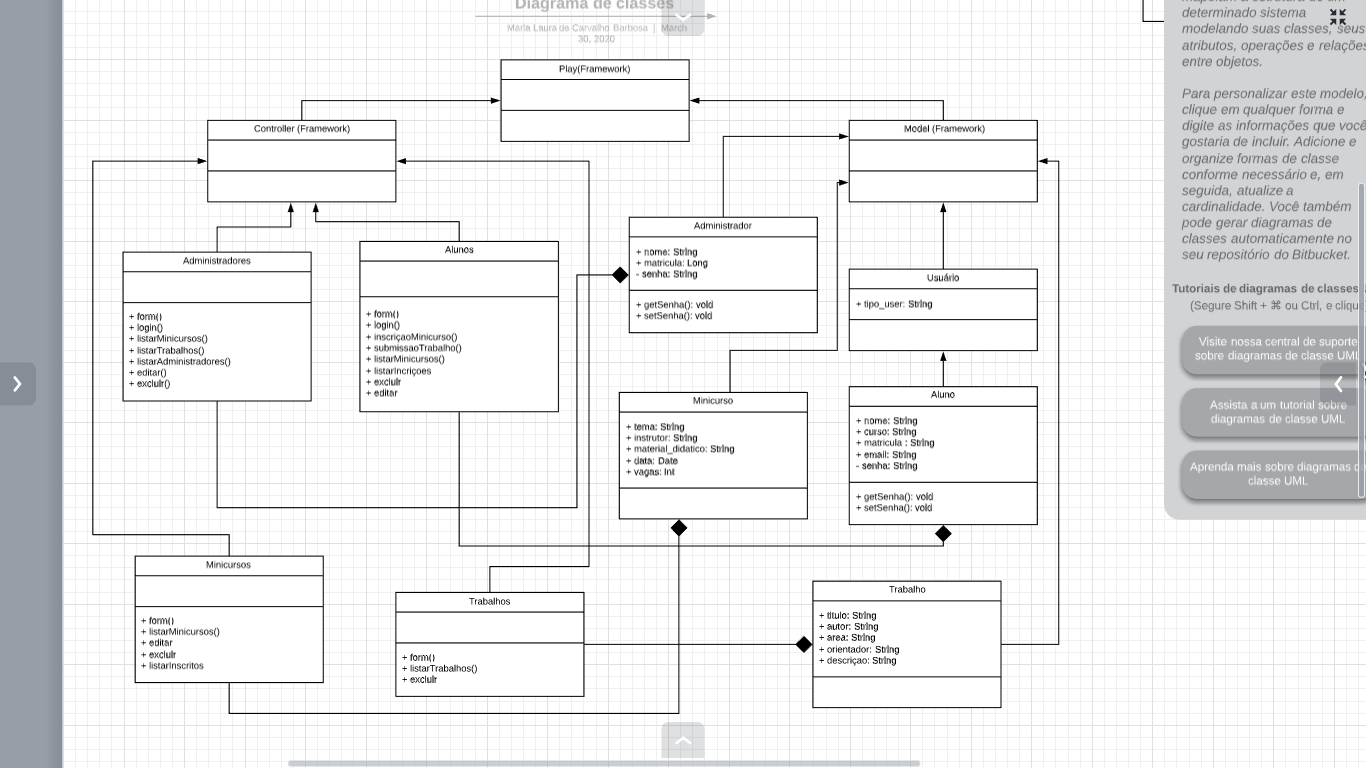 Diagrama de classes
Maria Laura de Carvalho Barbosa | March
30, 2020
Play(Framework)
Controller (Framework)
Model (Framework)
Administradores
+ form()
+ login()
+ listarMinicursos()
+ listarTrabalhos()
+ listarAdministradores()
+ editar()
+ excluir()
Alunos
+ form()
+ login()
+ inscriçaoMinicurso()
+ submissaoTrabalho()
+ listarMinicursos()
+ listarIncriçoes
+ excluir
+ editar
Administrador
+ nome: String
+ matricula: Long
- senha: String
+ getSenha(): void
+ setSenha(): void
Usuário
+ tipo_user: String
Minicurso
+ tema: String
+ instrutor: String
+ material_didatico: String
+ data: Date
+ vagas: Int
Aluno
+ nome: String
+ curso: String
+ matricula : String
+ email: String
- senha: String
+ getSenha(): void
+ setSenha(): void
Minicursos
+ form()
+ listarMinicursos()
+ editar
+ excluir
+ listarInscritos
Trabalhos
+ form()
+ listarTrabalhos()
+ excluir
Trabalho
+ titulo: String
+ autor: String
+ area: String
+ orientador: String
+ descriçao: String
determinado sistema
modelando suas classes, seus
atributos, operações e relações
entre objetos.
Para personalizar este modelo,
clique em qualquer forma e
digite as informações que você
gostaria de incluir. Adicione e
organize formas de classe
conforme necessário e, em
seguida, atualize a
cardinalidade. Você também
pode gerar diagramas de
classes automaticamente no
seu repositório do Bitbucket.
Tutoriais de diagramas de classes
(Segure Shift + ⌘ ou Ctrl, e cliqu
Visite nossa central de suporte
sobre diagramas de classe UML
Assista a um tutorial sobre
diagramas de classe UML
Aprenda mais sobre diagramas d
classe UML